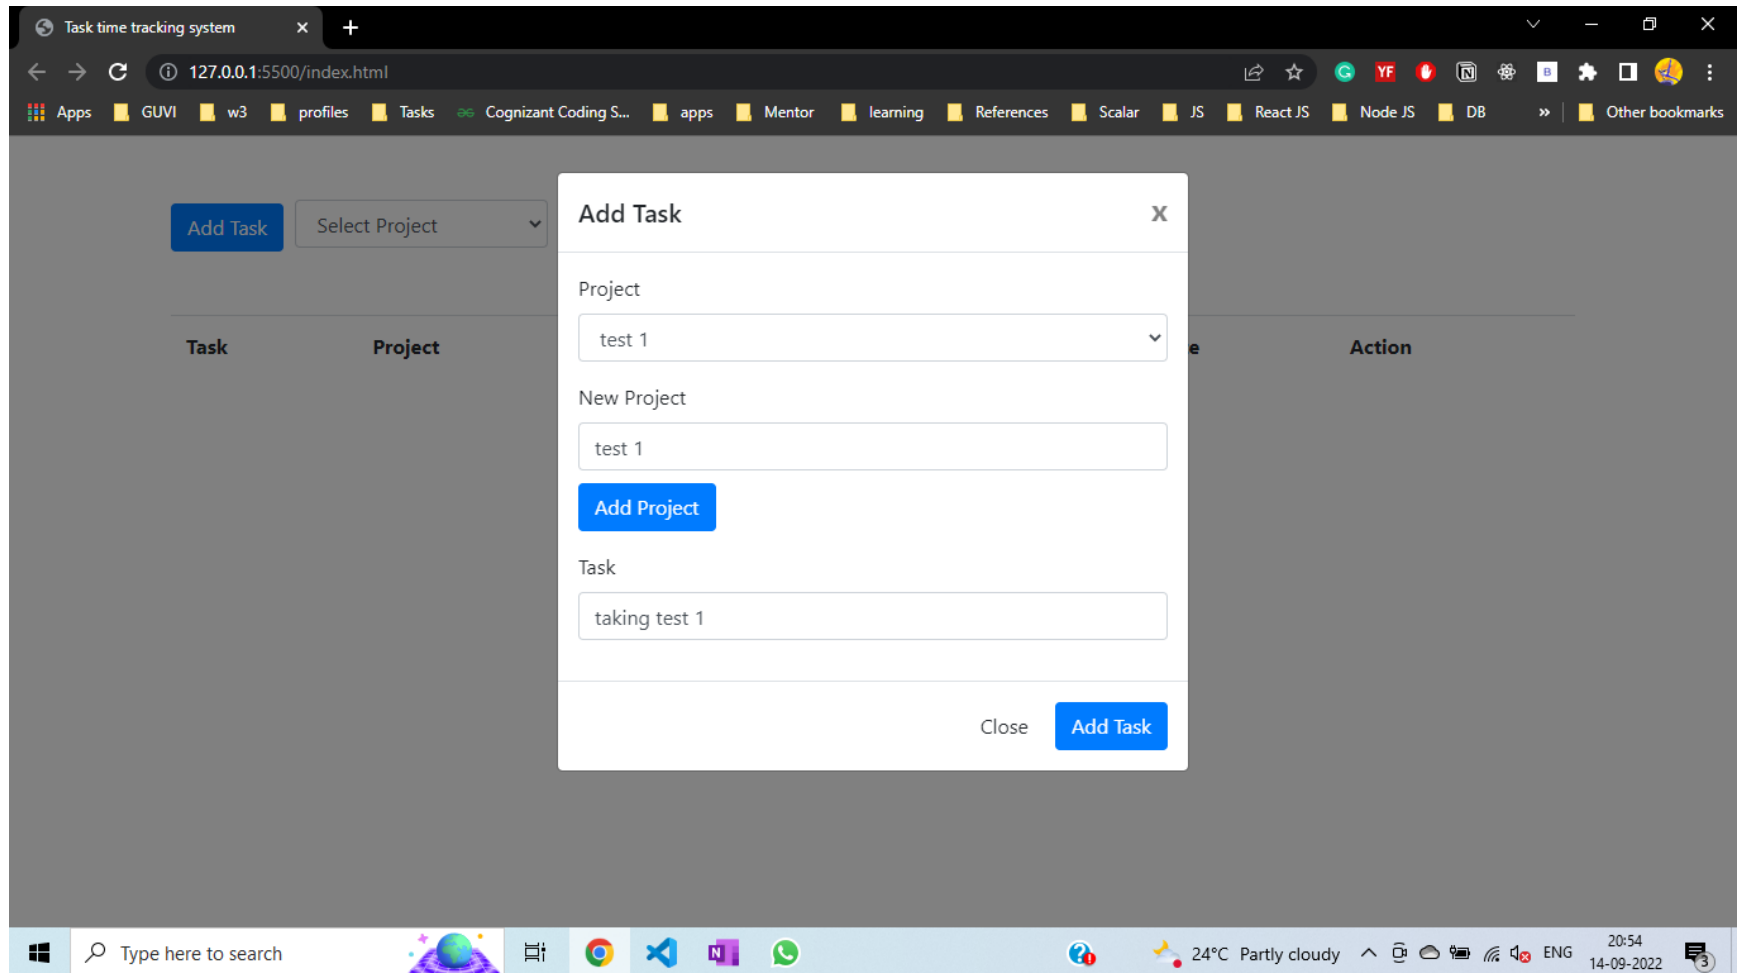 Task time tracking system
127.0.0.1:5500/index.html
YF
B
Apps GUVI w3 profiles Tasks Cognizant Coding S... apps Mentor learning References Scalar JS React JS Node JS DB » Other bookmarks
Add Task Select Project
Task Project Action
Add Task X
Project
test 1
New Project
test 1
Add Project
Task
taking test 1
Close Add Task
Type here to search
24°C Partly cloudy ENG
20:54
14-09-2022
3